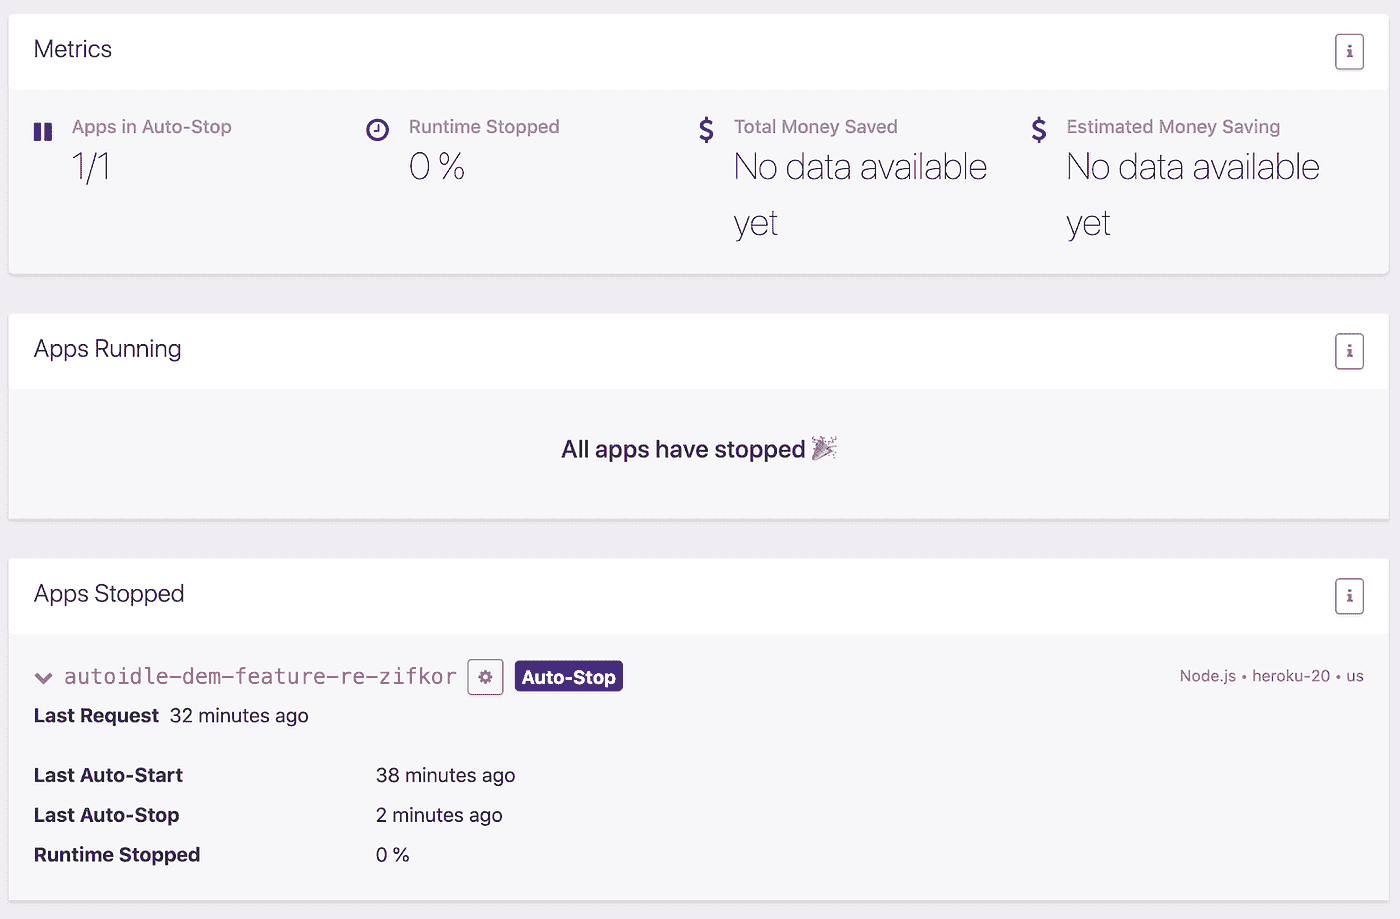 Metrics
Apps in Auto-Stop
1/1
Runtime Stopped
0 %
Total Money Saved
No data available
yet
Estimated Money Saving
No data available
yet
Apps Running
All apps have stopped 🎉
Apps Stopped
autoidle-dem-feature-re-zifkor Auto-Stop Node.js • heroku-20 • us
Last Request 32 minutes ago
Last Auto-Start 38 minutes ago
Last Auto-Stop 2 minutes ago
Runtime Stopped 0 %